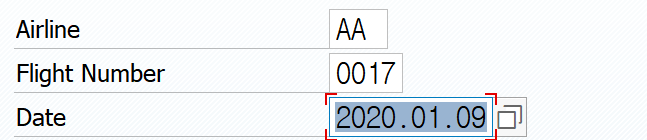 Airline AA
Flight Number 0017
Date 2020.01.09